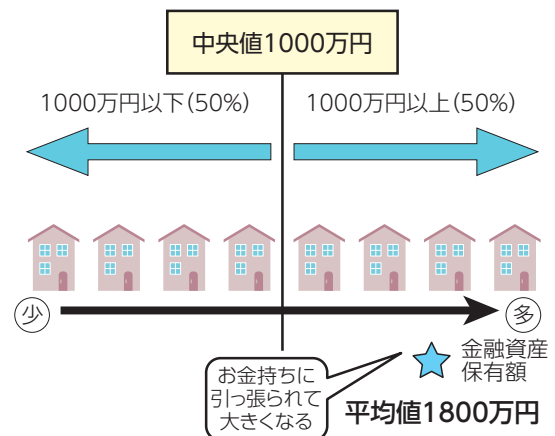 中央値1000万円
1000万円以下(50%)
1000万円以上(50%)
少
多
お金持ちに
引っ張られて
大きくなる
金融資産
保有額
平均値1800万円